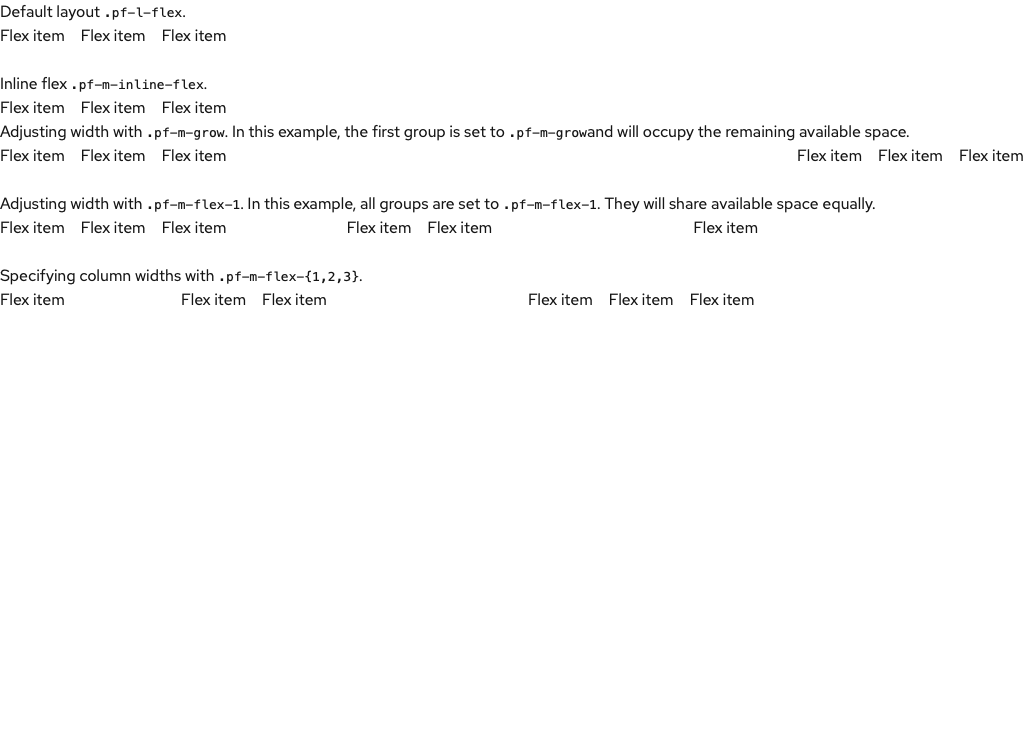 Default layout .pf-l-flex.
Flex item Flex item Flex item
Inline flex .pf-m-inline-flex.
Flex item Flex item Flex item
Adjusting width with .pf-m-grow. In this example, the first group is set to .pf-m-growand will occupy the remaining available space.
Flex item Flex item Flex item Flex item Flex item Flex item
Adjusting width with .pf-m-flex-1. In this example, all groups are set to .pf-m-flex-1. They will share available space equally.
Flex item Flex item Flex item Flex item Flex item Flex item
Specifying column widths with .pf-m-flex-{1,2,3}.
Flex item Flex item Flex item Flex item Flex item Flex item